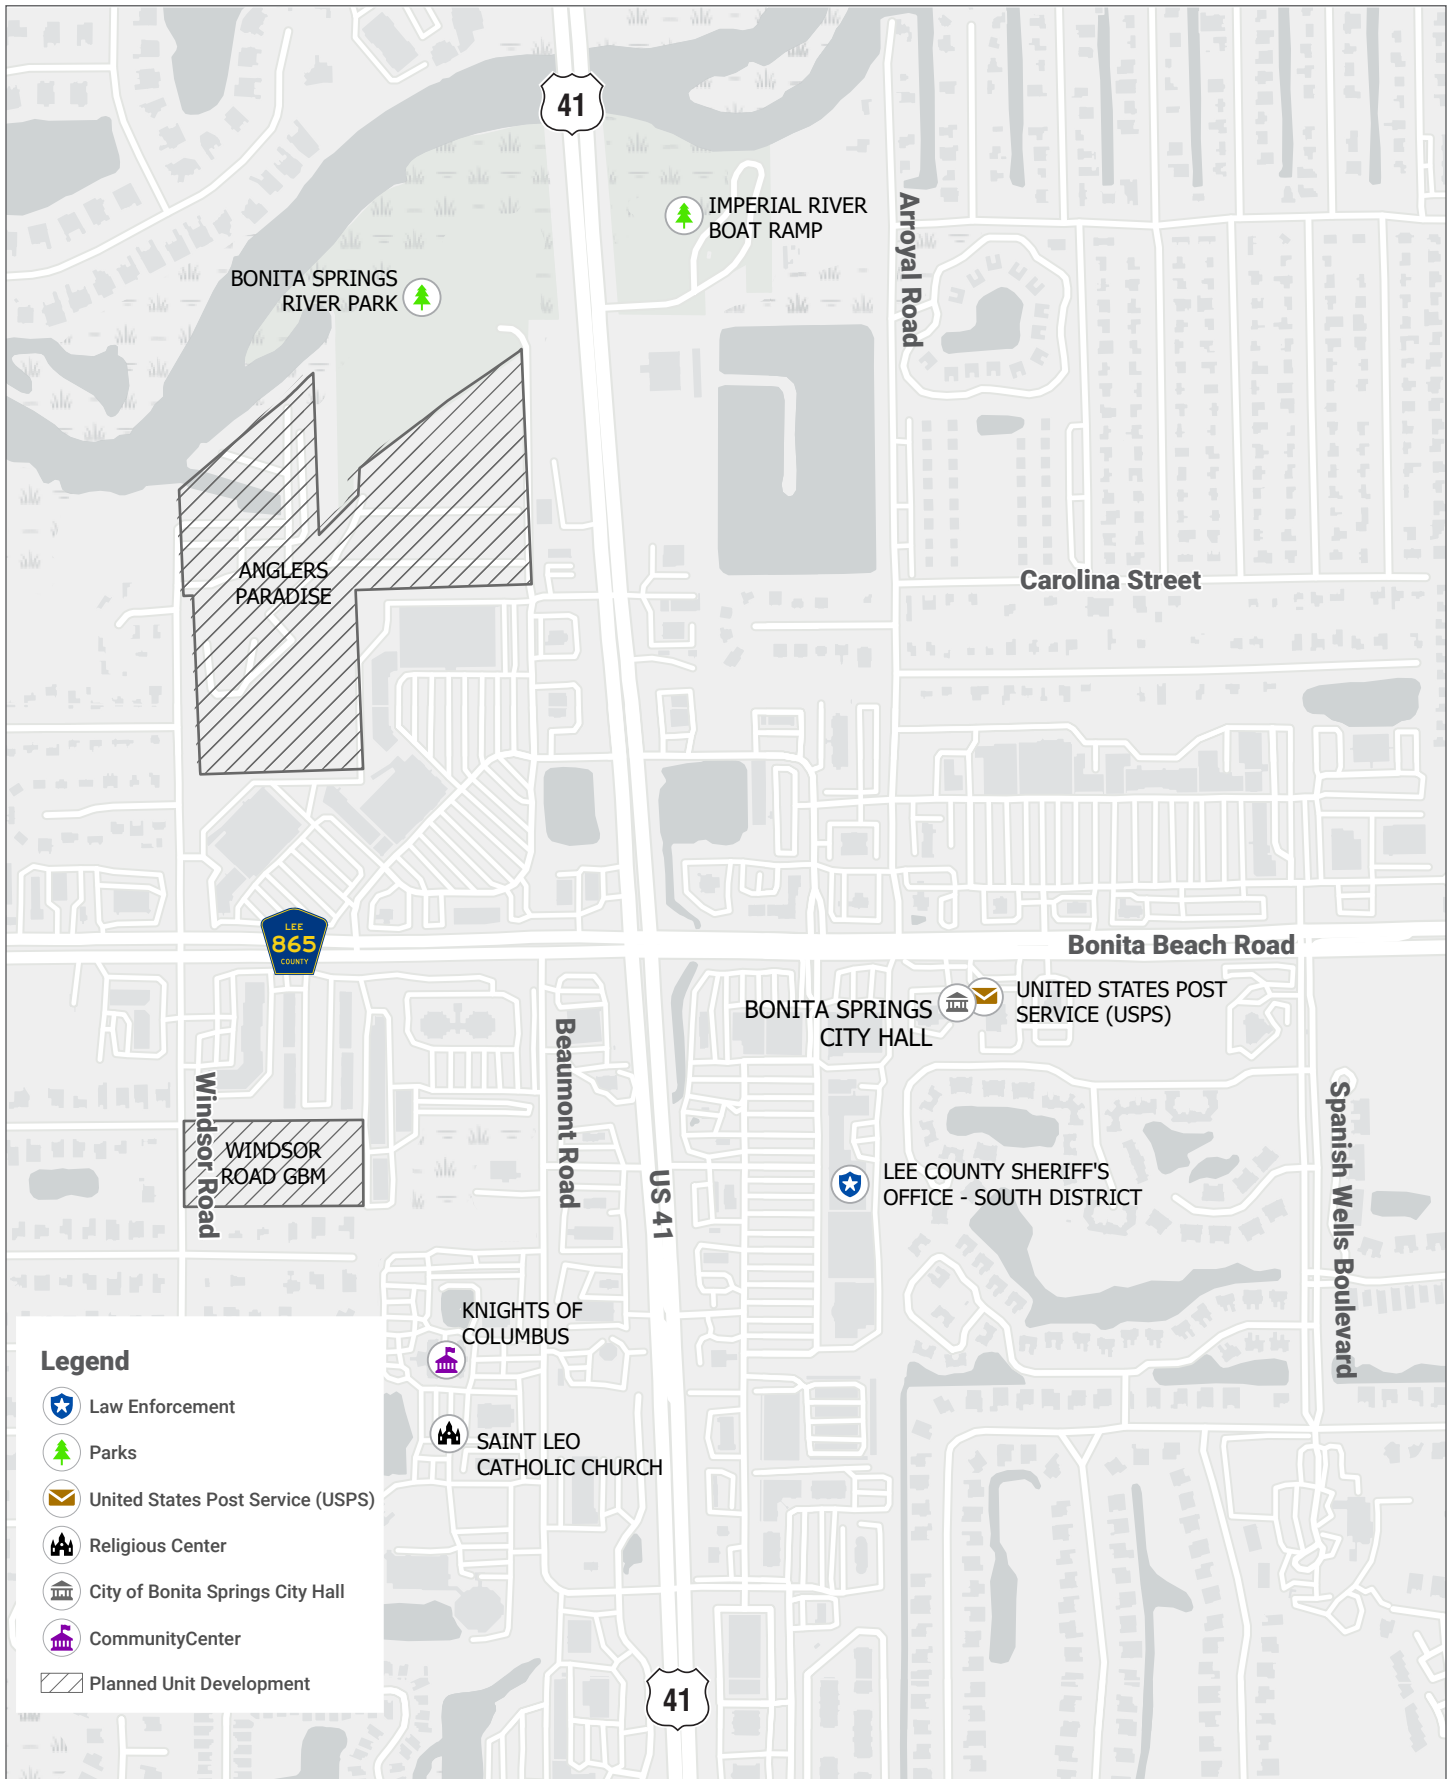 41
IMPERIAL RIVER
BOAT RAMP
Arroyal Road
BONITA SPRINGS
RIVER PARK
ANGLERS
PARADISE
Carolina Street
LEE
865
COUNTY
Bonita Beach Road
BONITA SPRINGS
CITY HALL
UNITED STATES POST
SERVICE (USPS)
Beaumont Road
Windsor Road
WINDSOR
ROAD GBM
US 41
LEE COUNTY SHERIFF'S
OFFICE - SOUTH DISTRICT
Spanish Wells Boulevard
KNIGHTS OF
COLUMBUS
SAINT LEO
CATHOLIC CHURCH
Legend
Law Enforcement
Parks
United States Post Service (USPS)
Religious Center
City of Bonita Springs City Hall
CommunityCenter
Planned Unit Development
41